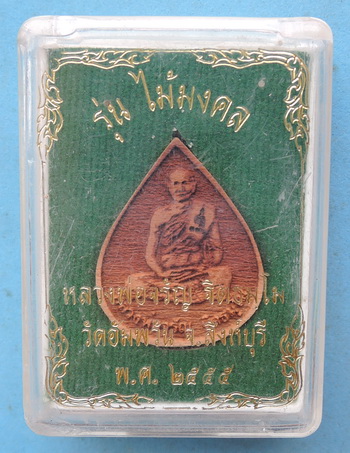 รุ่น ไม้มงคล
หลวงพ่อจรัญ ฐิตธมฺโม
วัดอัมพวัน จ.สิงห์บุรี
พ.ศ. ๒๕๕๕